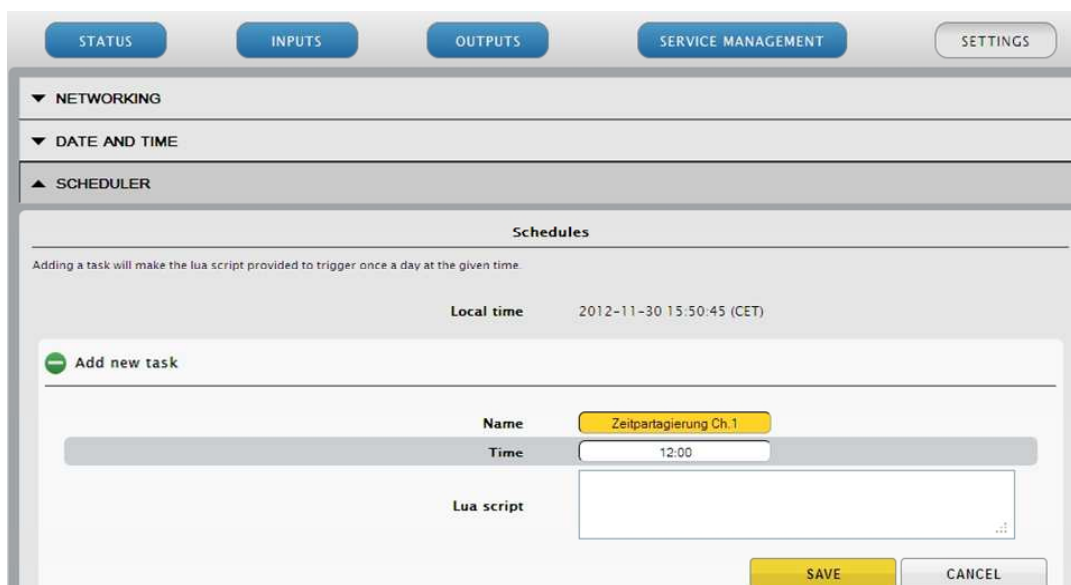 STATUS INPUTS OUTPUTS SERVICE MANAGEMENT SETTINGS
NETWORKING
DATE AND TIME
SCHEDULER
Schedules
Adding a task will make the lua script provided to trigger once a day at the given time.
Local time 2012-11-30 15:50:45 (CET)
Add new task
Name Zeitpartagierung Ch.1
Time 12:00
Lua script
SAVE CANCEL